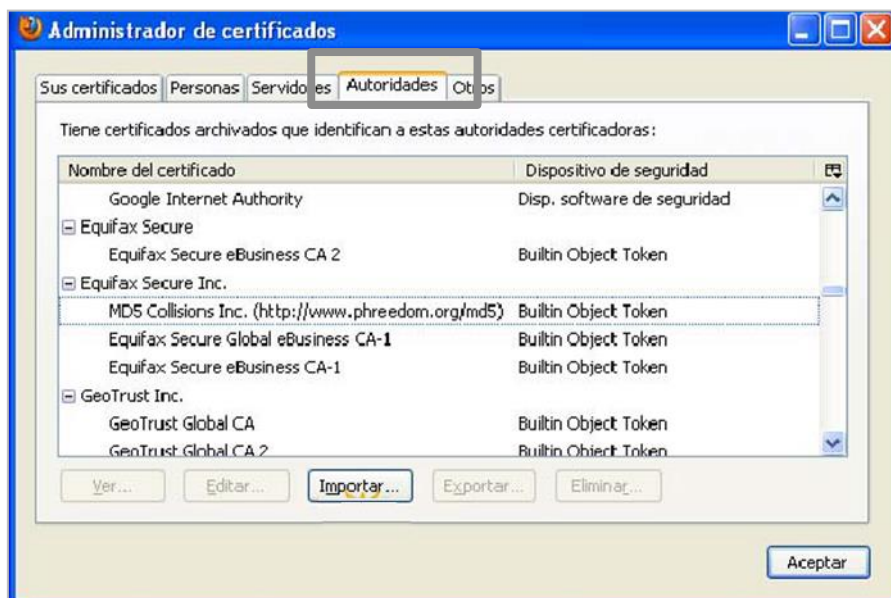 Administrador de certificados
Sus certificados Personas Servidores Autoridades Otros
Tiene certificados archivados que identifican a estas autoridades certificadoras:
Nombre del certificado Dispositivo de seguridad
Google Internet Authority Disp. software de seguridad
Equifax Secure
Equifax Secure eBusiness CA 2 Builtin Object Token
Equifax Secure Inc.
MD5 Collisions Inc. (http://www.phreedom.org/md5) Builtin Object Token
Equifax Secure Global eBusiness CA-1 Builtin Object Token
Equifax Secure eBusiness CA-1 Builtin Object Token
GeoTrust Inc.
GeoTrust Global CA Builtin Object Token
GeoTrust Global CA 2 Builtin Object Token
Ver... Editar... Importar... Exportar... Eliminar...
Aceptar